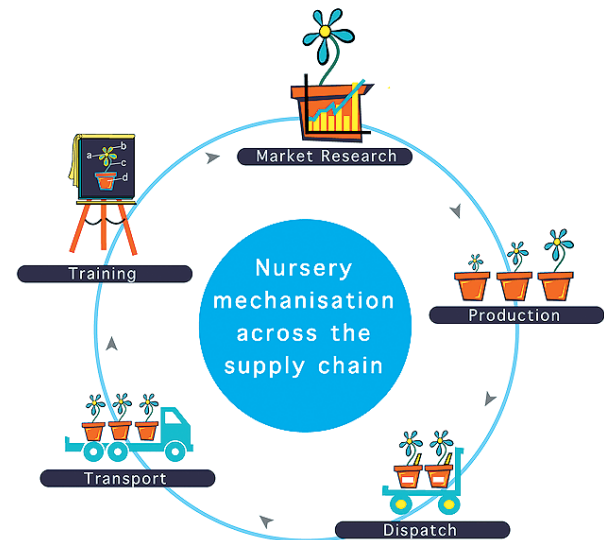 Market Research
a
b
c
d
Training
Nursery
mechanisation
across the
supply chain
Production
Transport
Dispatch